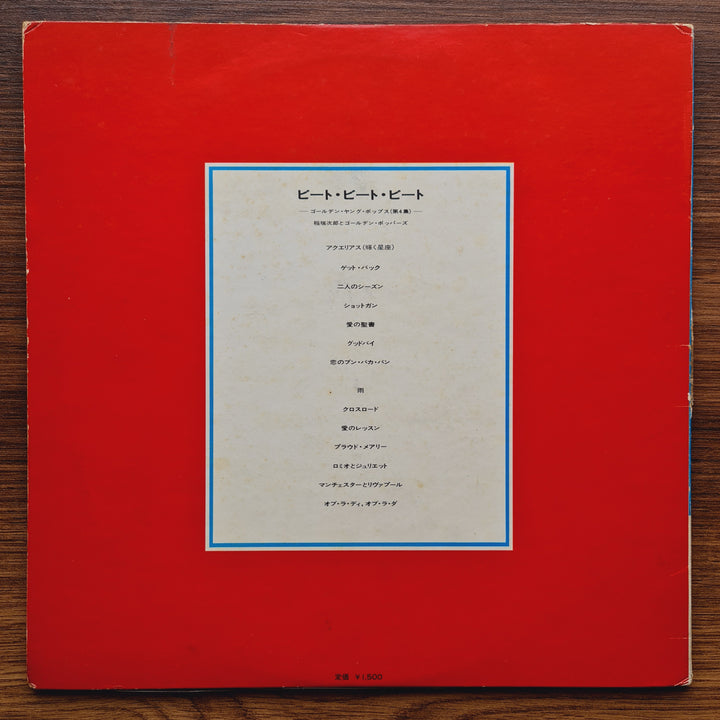 ビート・ビート・ビート
― ゴールデン・ヤング・ポップス(第4集) ―
稲垣次郎とゴールデン・ポッパーズ
アクエリアス(輝く星座)
ゲット・バック
二人のシーズン
ショットガン
愛の聖書
グッドバイ
恋のブン・バカ・バン
雨
クロスロード
愛のレッスン
プラウド・メアリー
ロミオとジュリエット
マンチェスターとリヴァプール
オブ・ラ・ディ,オブ・ラ・ダ
定価 ¥1,500